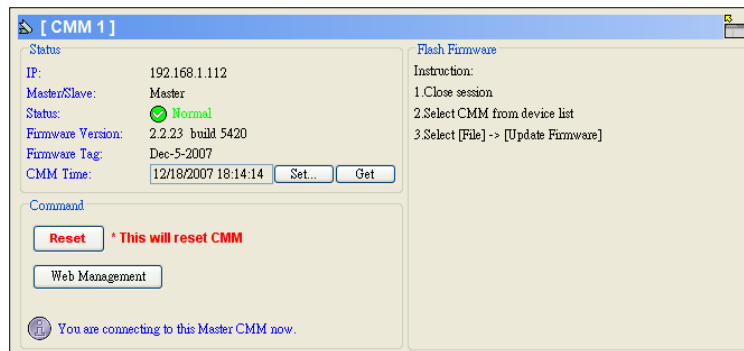 [ CMM 1 ]
Status
IP: 192.168.1.112
Master/Slave: Master
Status: Normal
Firmware Version: 2.2.23 build 5420
Firmware Tag: Dec-5-2007
CMM Time: 12/18/2007 18:14:14 Set... Get
Command
Reset * This will reset CMM
Web Management
You are connecting to this Master CMM now.
Flash Firmware
Instruction:
1.Close session
2.Select CMM from device list
3.Select [File] -> [Update Firmware]